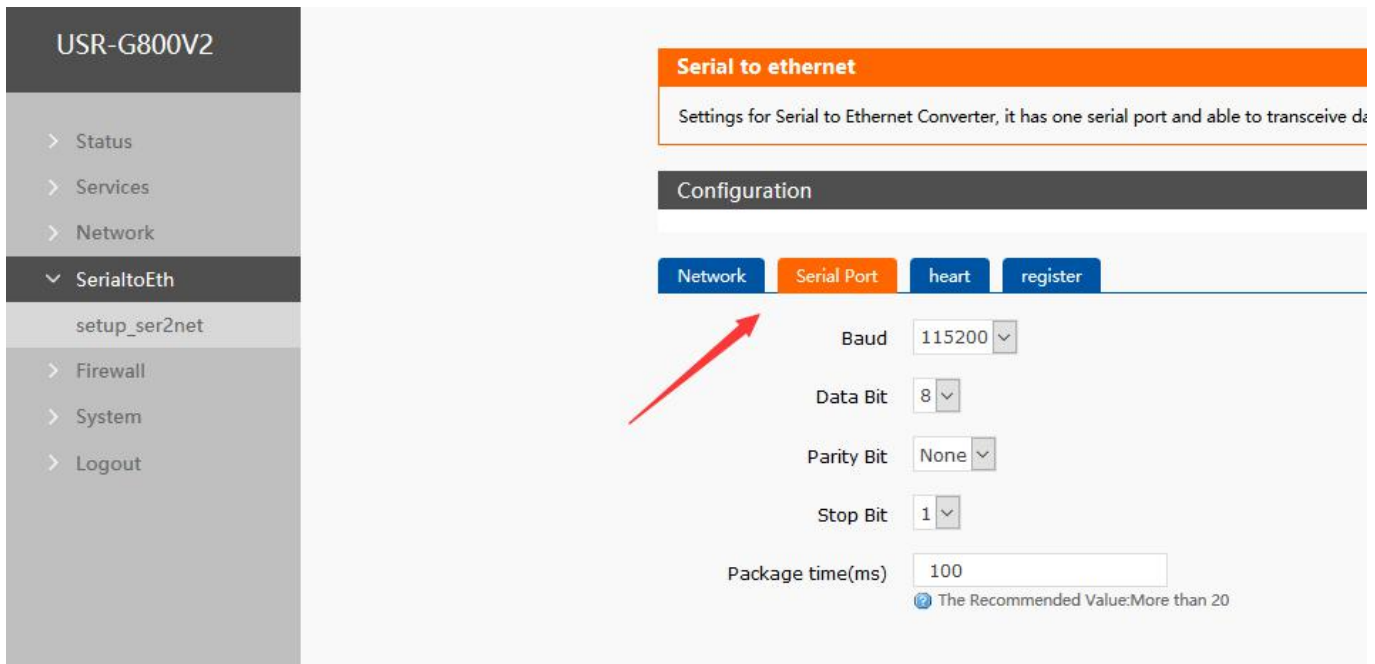 USR-G800V2
Status
Services
Network
SerialtoEth
setup_ser2net
Firewall
System
Logout
Serial to ethernet
Settings for Serial to Ethernet Converter, it has one serial port and able to transceive da
Configuration
Network Serial Port heart register
Baud 115200
Data Bit 8
Parity Bit None
Stop Bit 1
Package time(ms) 100
The Recommended Value:More than 20